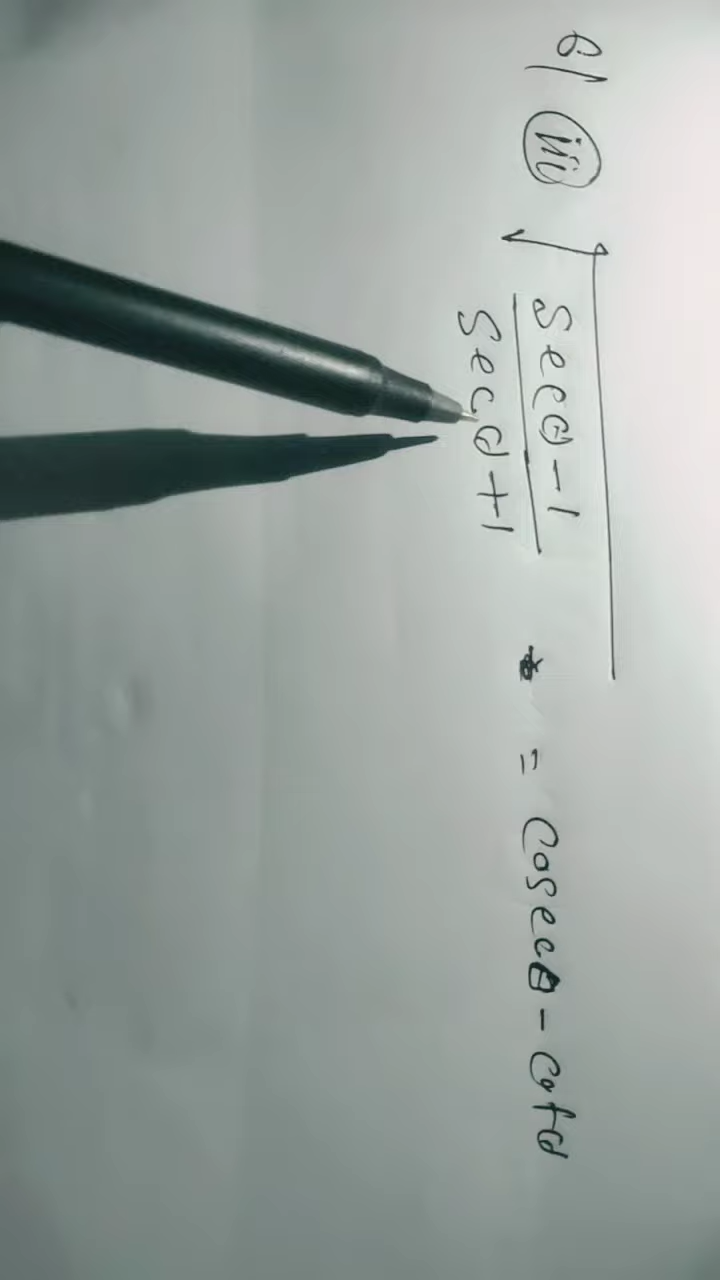 6/ (iii) √
secθ-1
secθ+1
= cosecθ - cotθ